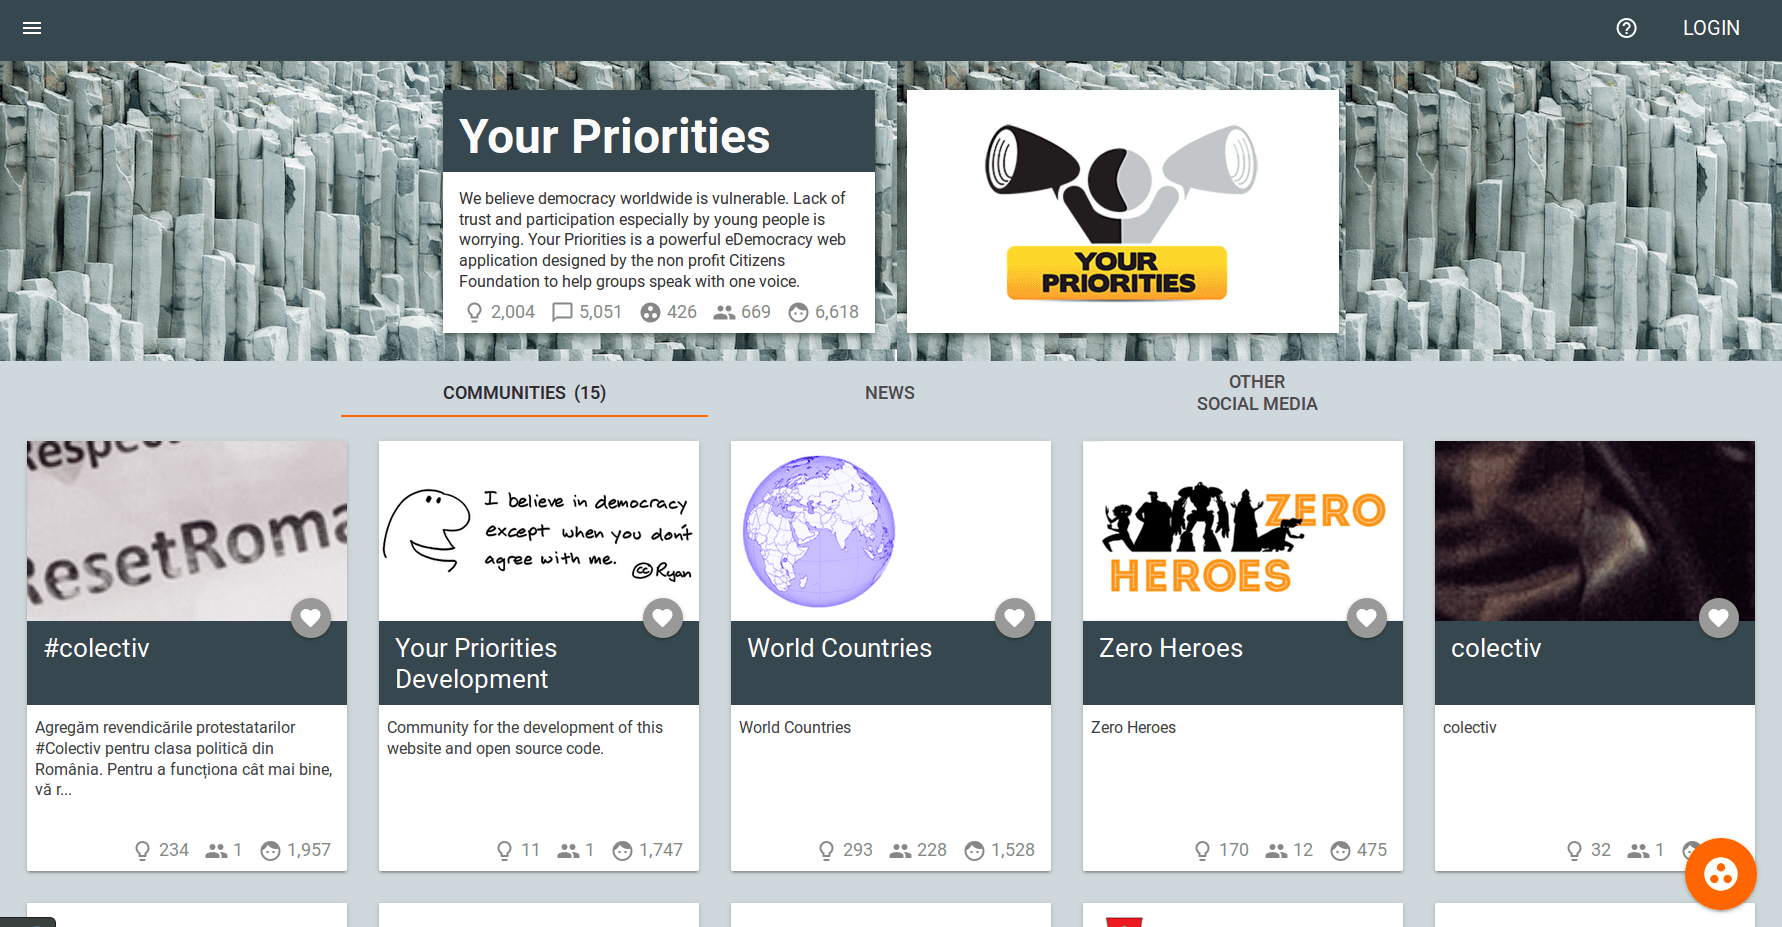 LOGIN
Your Priorities
We believe democracy worldwide is vulnerable. Lack of
trust and participation especially by young people is
worrying. Your Priorities is a powerful eDemocracy web
application designed by the non profit Citizens
Foundation to help groups speak with one voice.
2,004 5,051 426 669 6,618
YOUR
PRIORITIES
COMMUNITIES (15)
NEWS
OTHER
SOCIAL MEDIA
ResetRoma
#colectiv
Agregăm revendicările protestatarilor
#Colectiv pentru clasa politică din
România. Pentru a funcționa cât mai bine,
vă r...
234 1 1,957
I believe in democracy
except when you don't
agree with me.
©Ryan
Your Priorities
Development
Community for the development of this
website and open source code.
11 1 1,747
World Countries
World Countries
293 228 1,528
ZERO
HEROES
Zero Heroes
Zero Heroes
170 12 475
colectiv
colectiv
32 1